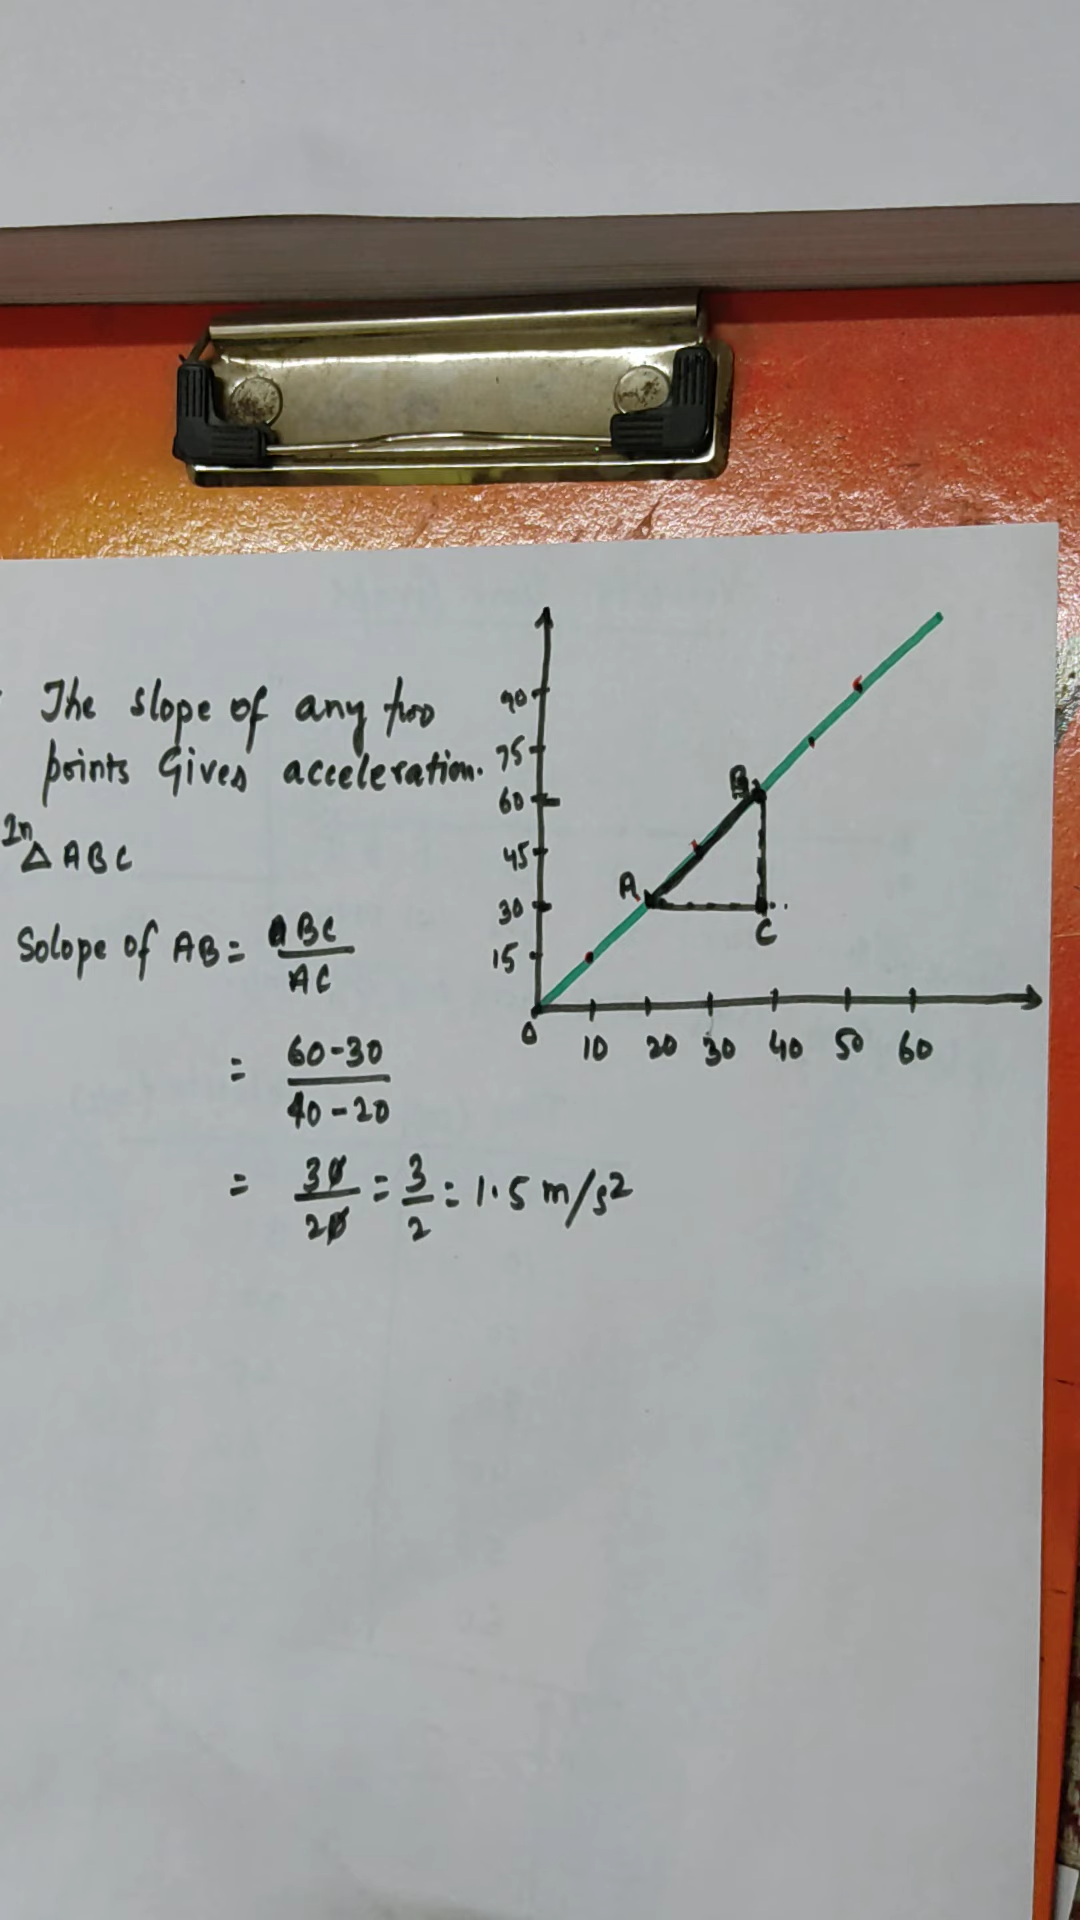 The slope of any two
points Gives acceleration.
In
Δ ABC
Solope of AB = BC
AC
= 60-30
40-20
= 30 = 3 = 1.5 m/s²
20 2
90
75
60
45
30
15
0
10 20 30 40 50 60
A
B
C